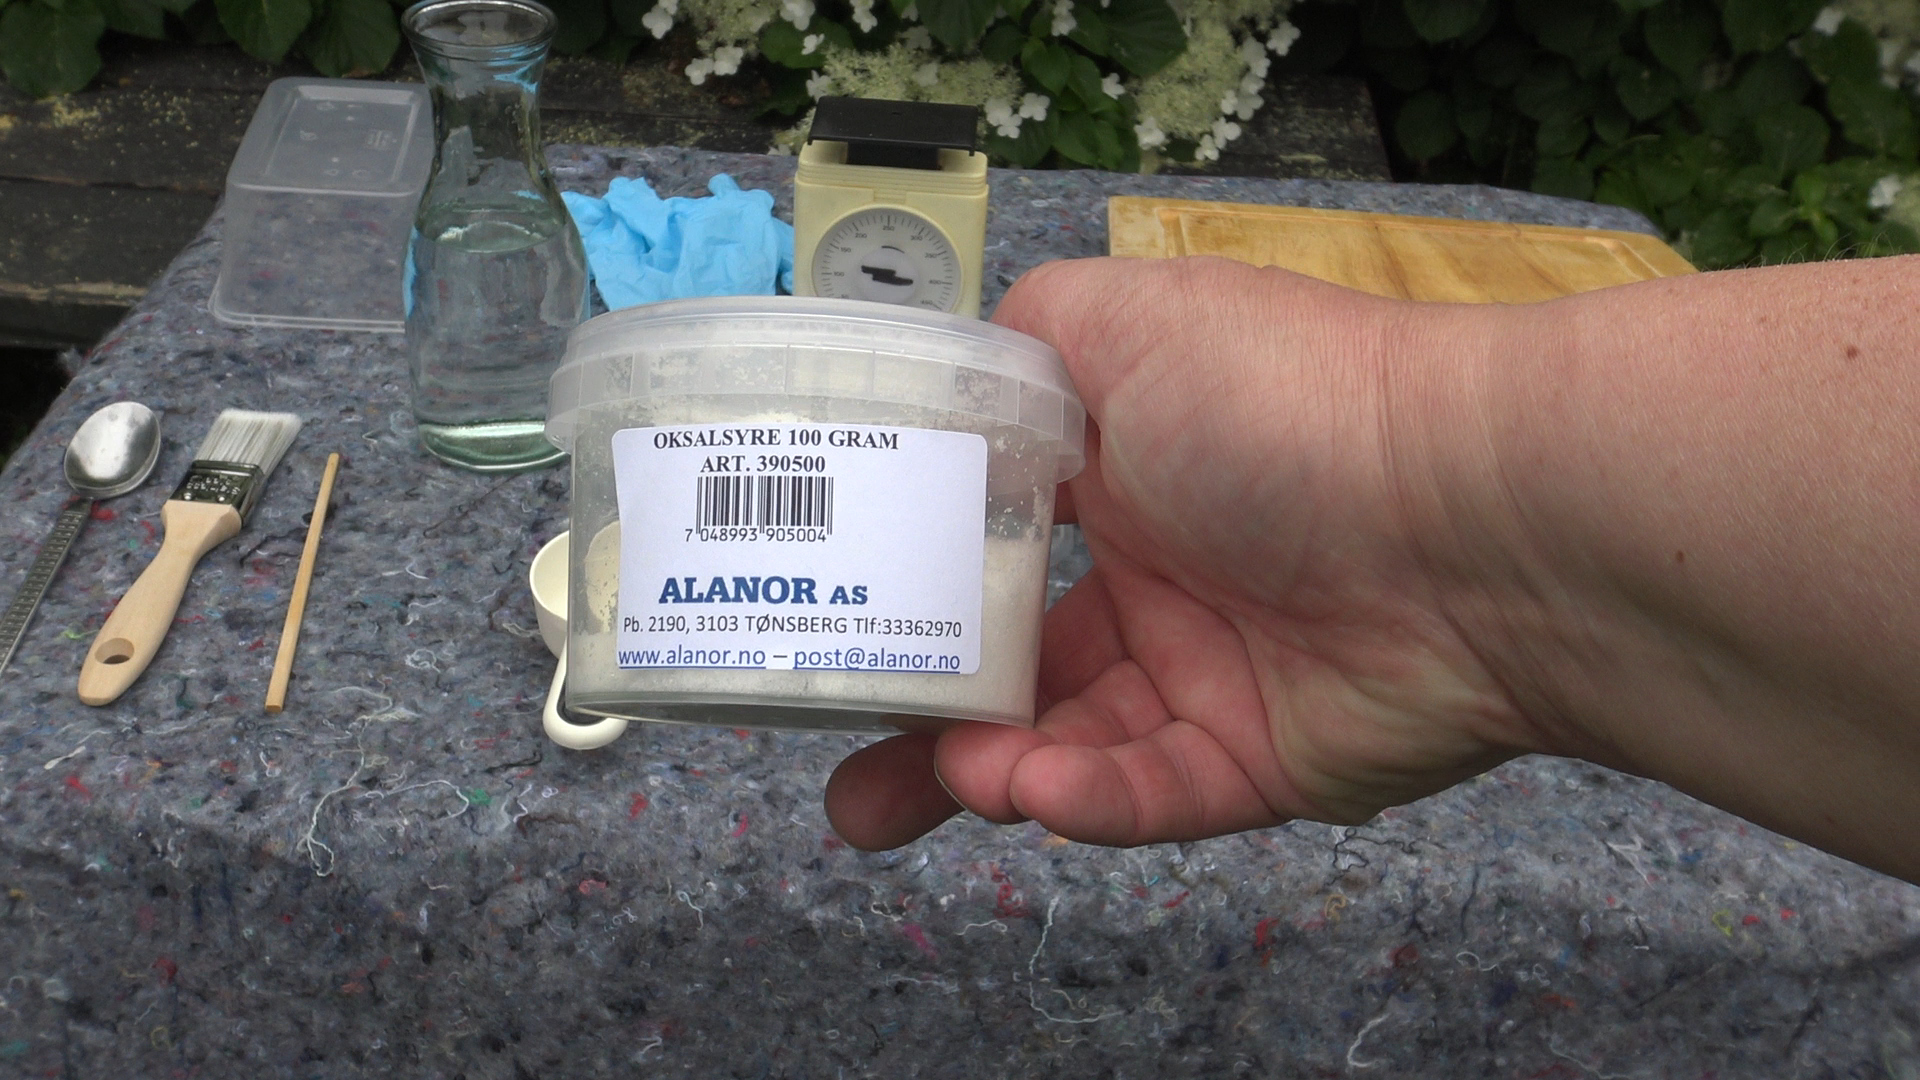 OKSALSYRE 100 GRAM
ART. 390500
7 048993 905004
ALANOR AS
Pb. 2190, 3103 TØNSBERG Tlf:33362970
www.alanor.no – post@alanor.no